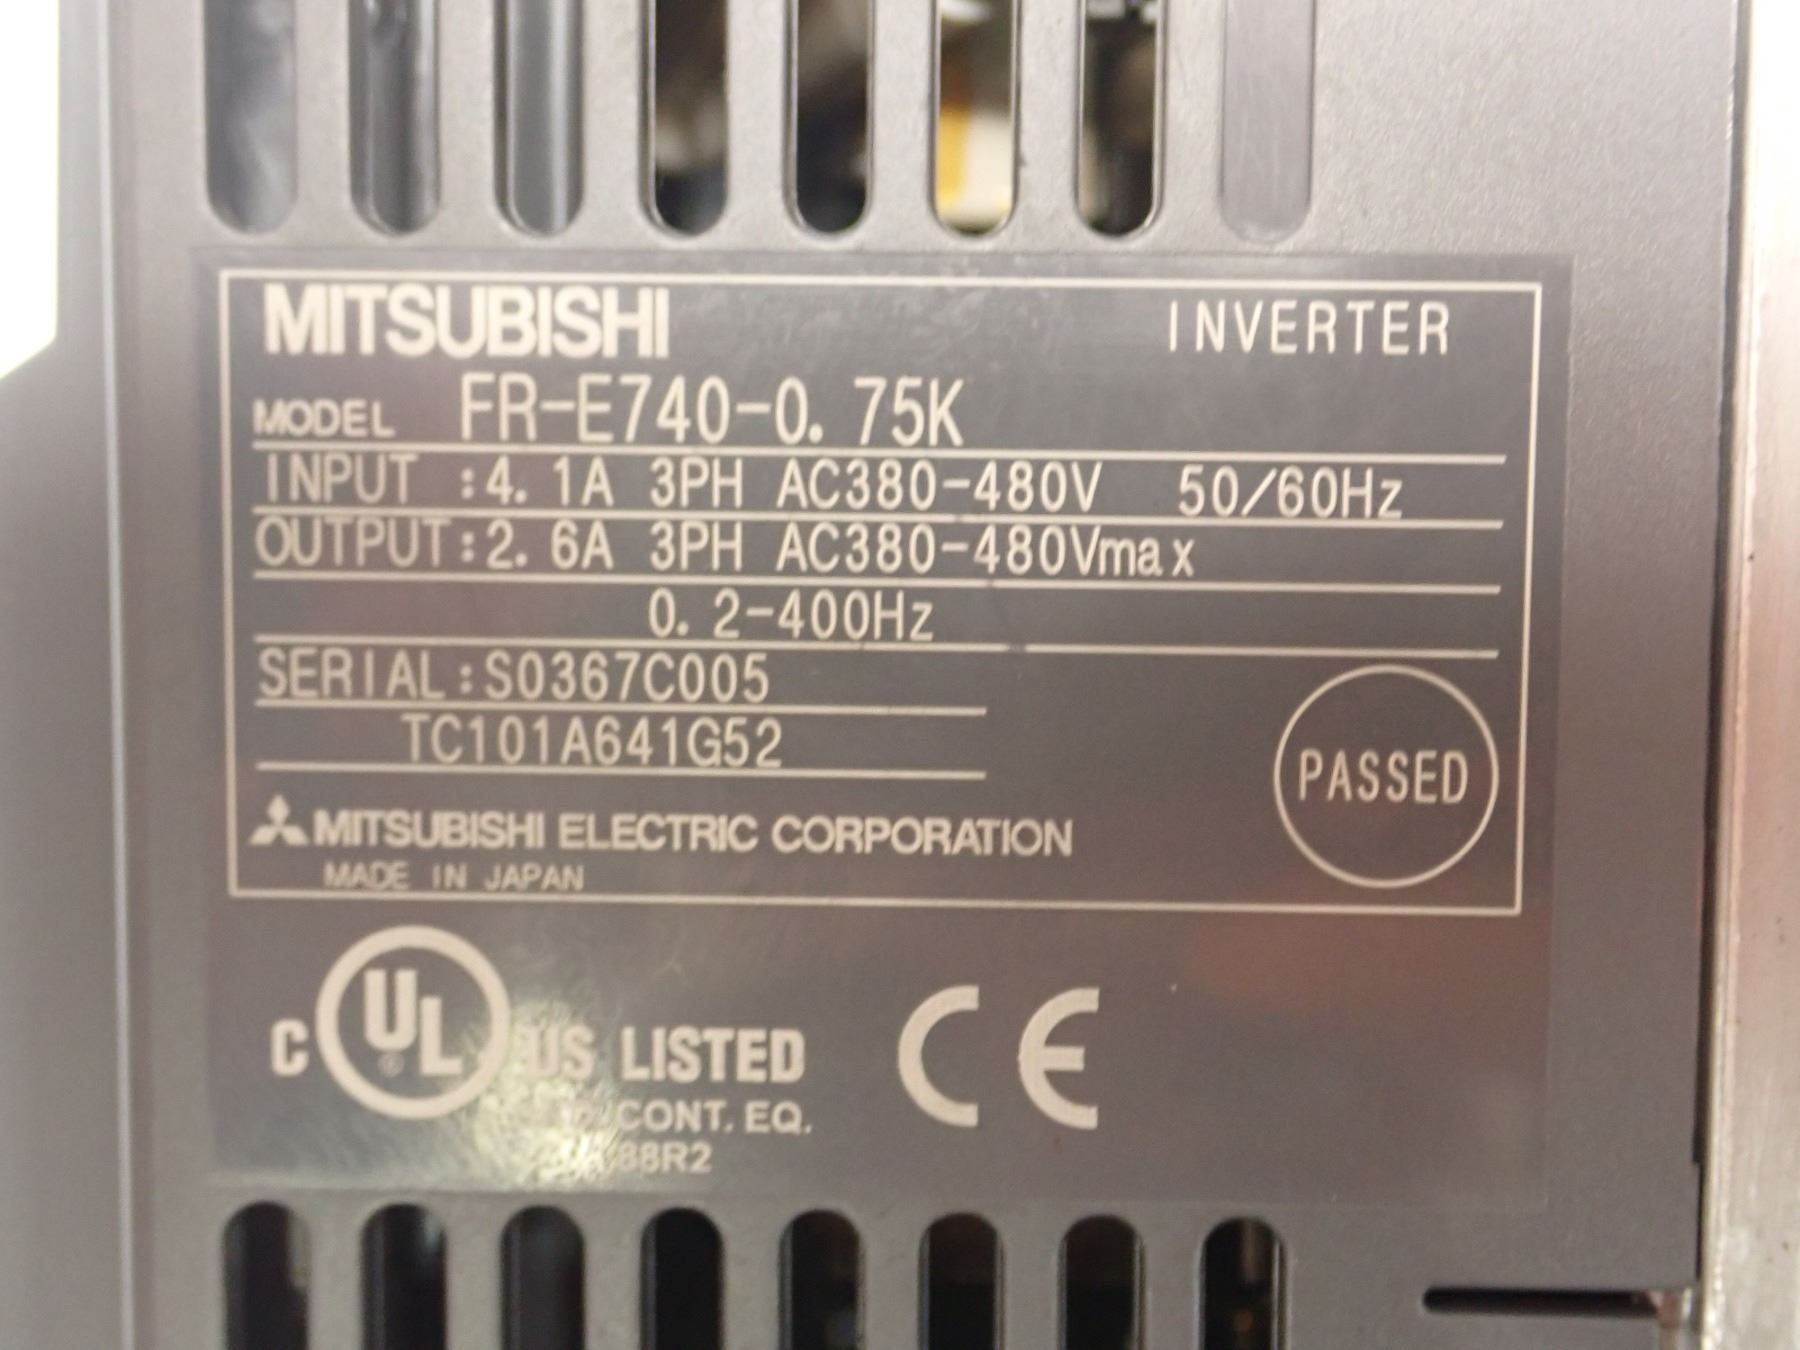 MITSUBISHI INVERTER
MODEL FR-E740-0.75K
INPUT :4.1A 3PH AC380-480V 50/60Hz
OUTPUT:2.6A 3PH AC380-480Vmax
0.2-400Hz
SERIAL:S0367C005
TC101A641G52
PASSED
MITSUBISHI ELECTRIC CORPORATION
MADE IN JAPAN
C UL US LISTED
CONT. EQ.
88R2
CE